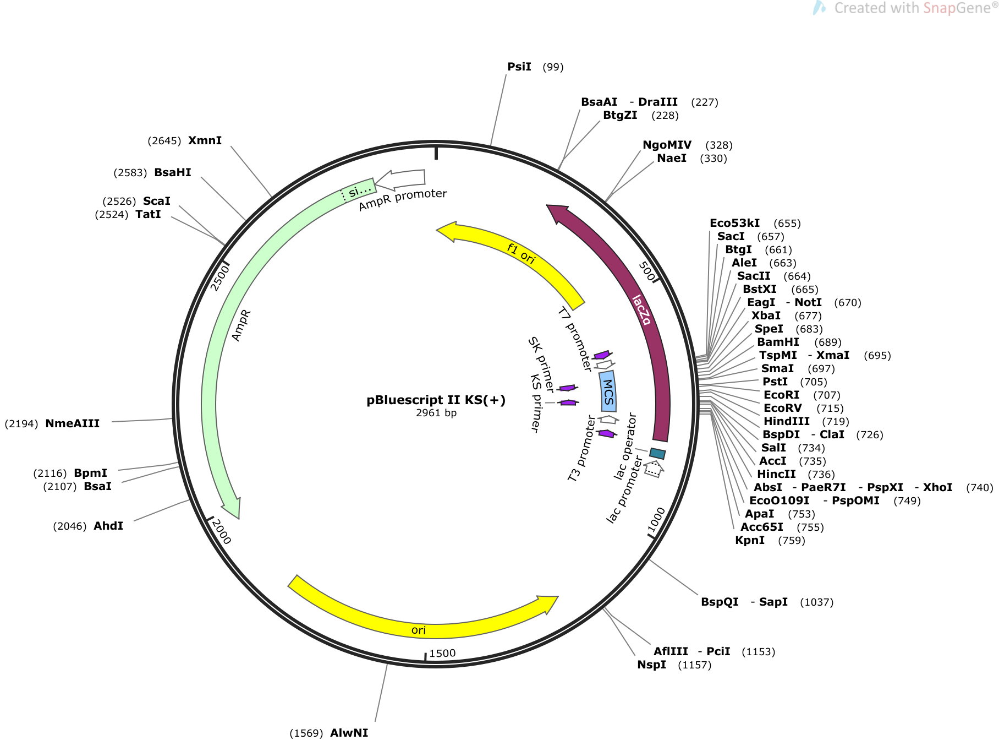 Created with SnapGene®
PsiI (99)
BsaAI - DraIII (227)
BtgZI (228)
NgoMIV (328)
NaeI (330)
Eco53kI (655)
SacI (657)
BtgI (661)
AleI (663)
SacII (664)
BstXI (665)
EagI - NotI (670)
XbaI (677)
SpeI (683)
BamHI (689)
TspMI - XmaI (695)
SmaI (697)
PstI (705)
EcoRI (707)
EcoRV (715)
HindIII (719)
BspDI - ClaI (726)
SalI (734)
AccI (735)
HincII (736)
AbsI - PaeR7I - PspXI - XhoI (740)
EcoO109I - PspOMI (749)
ApaI (753)
Acc65I (755)
KpnI (759)
BspQI - SapI (1037)
AflIII - PciI (1153)
NspI (1157)
(1569) AlwNI
(2046) AhdI
(2107) BsaI
(2116) BpmI
(2194) NmeAIII
(2524) TatI
(2526) ScaI
(2583) BsaHI
(2645) XmnI
500
1000
1500
2000
2500
si...
AmpR promoter
AmpR
f1 ori
lacZα
T7 promoter
SK primer
KS primer
MCS
T3 promoter
lac operator
lac promoter
ori
pBluescript II KS(+)
2961 bp